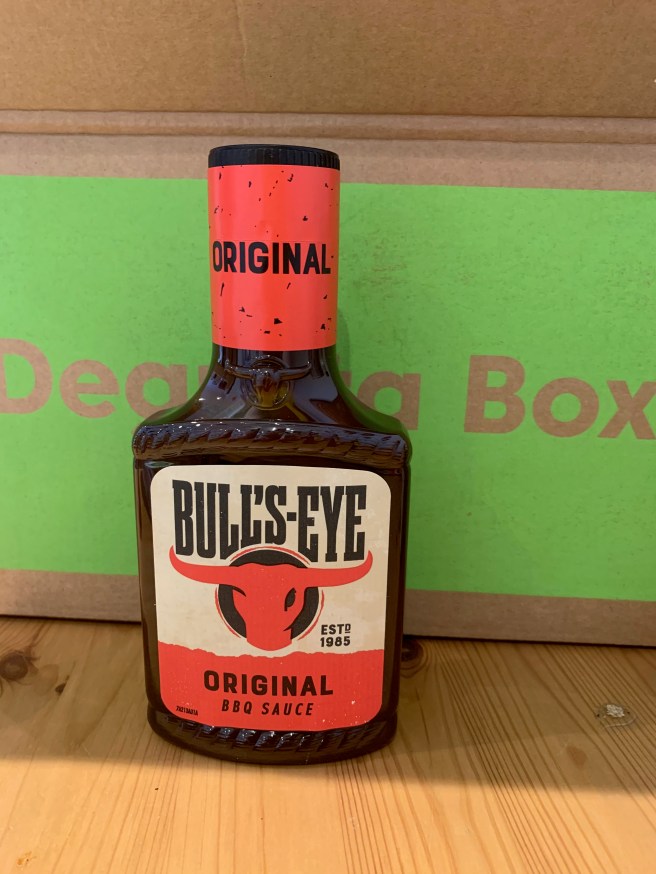 ORIGINAL
Box
BULL'S-EYE
ESTD
1985
ORIGINAL
BBQ SAUCE